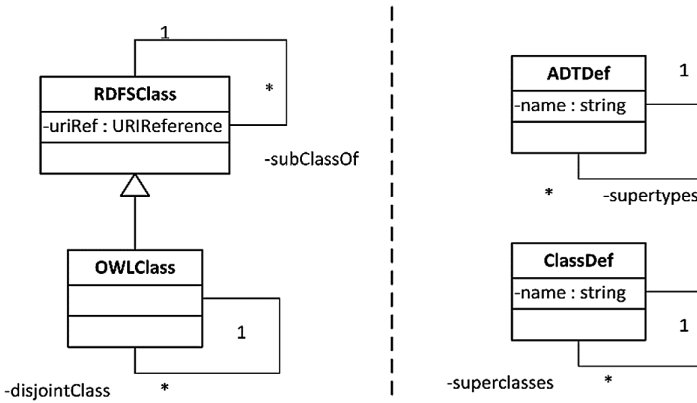 1
RDFSClass
*
-uriRef : URIReference
-subClassOf
OWLClass
1
-disjointClass
*
ADTDef
1
-name : string
*
-supertypes
ClassDef
-name : string
1
-superclasses
*